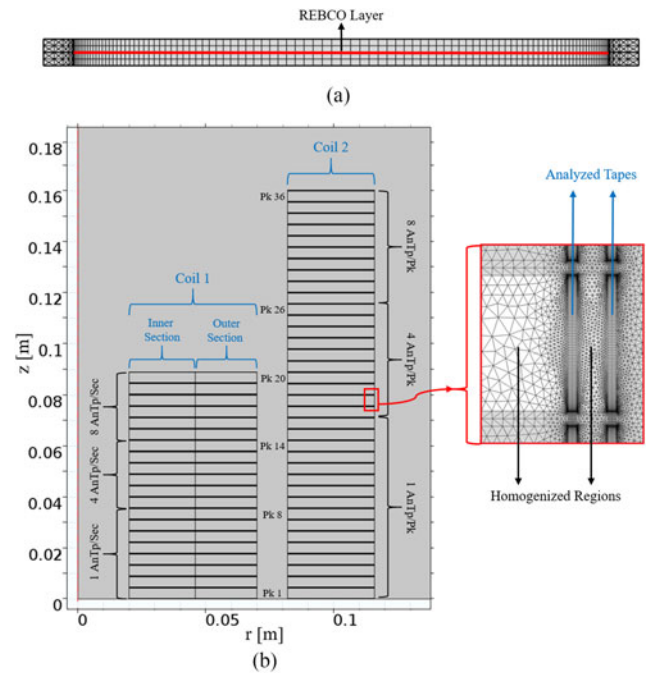 REBCO Layer
(a)
0.18
0.16
0.14
0.12
0.1
0.08
0.06
0.04
0.02
0
z [m]
Coil 1
Inner
Section
Outer
Section
Coil 2
Pk 36
Pk 26
Pk 20
Pk 14
Pk 8
Pk 1
8 AnTp/Sec
4 AnTp/Sec
1 AnTp/Sec
8 AnTp/Pk
4 AnTp/Pk
1 AnTp/Pk
0
0.05
0.1
r [m]
Analyzed Tapes
Homogenized Regions
(b)